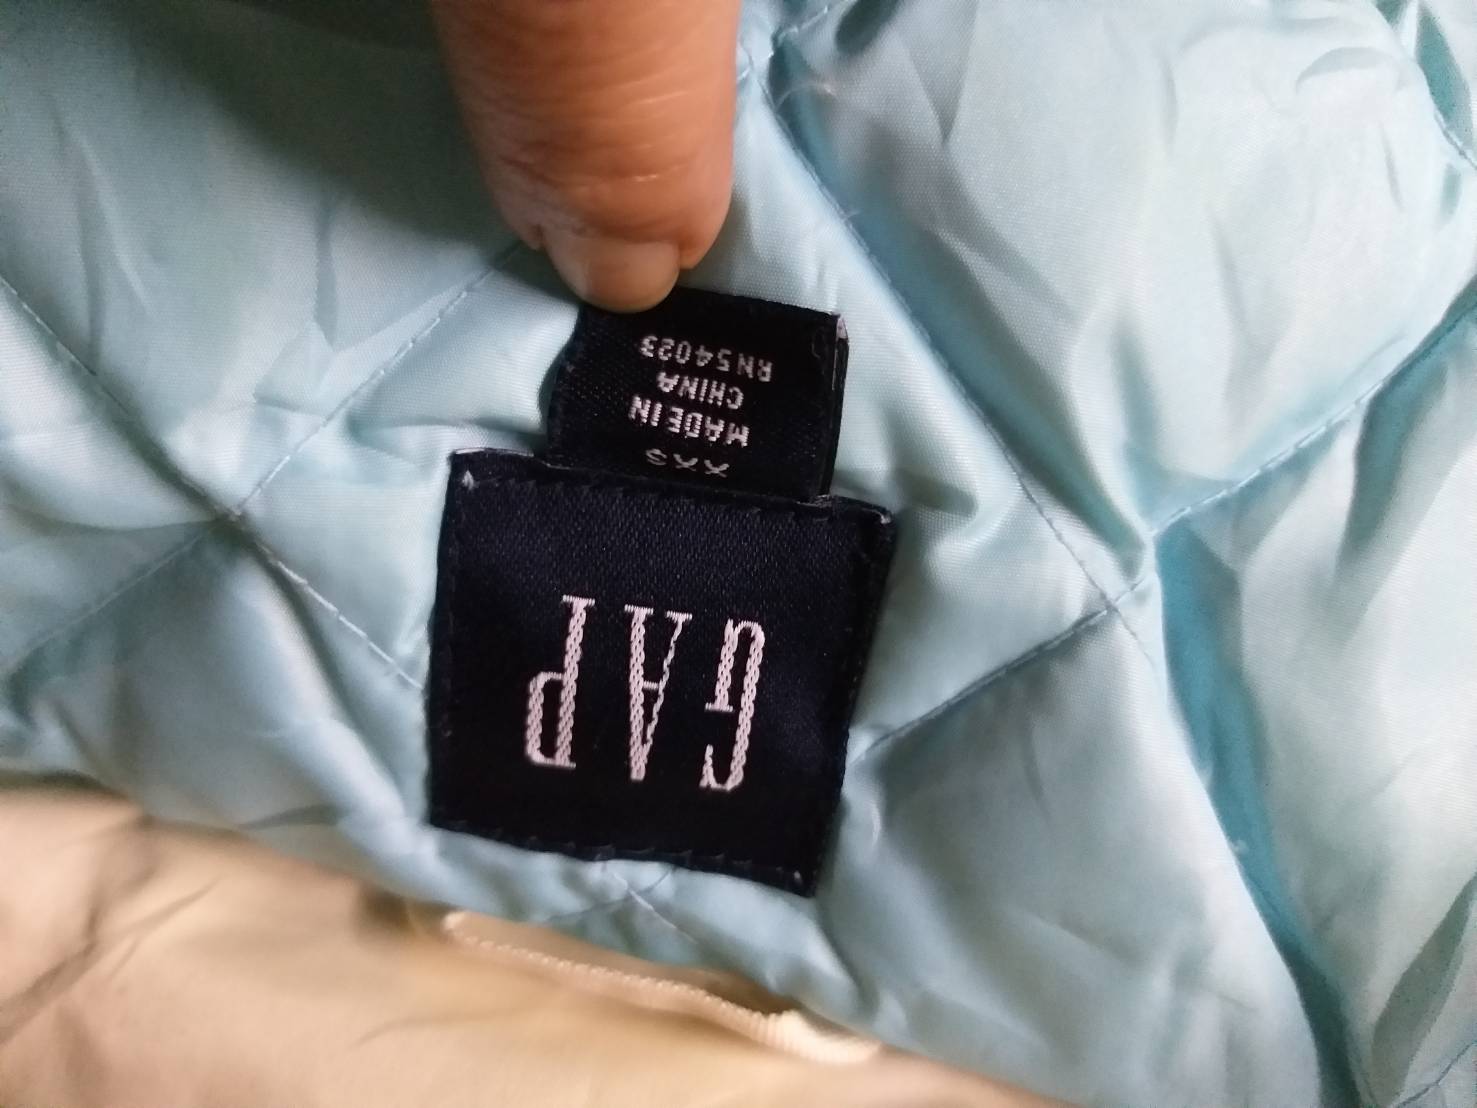 GAP
XXS
MADE IN
CHINA
RN54023